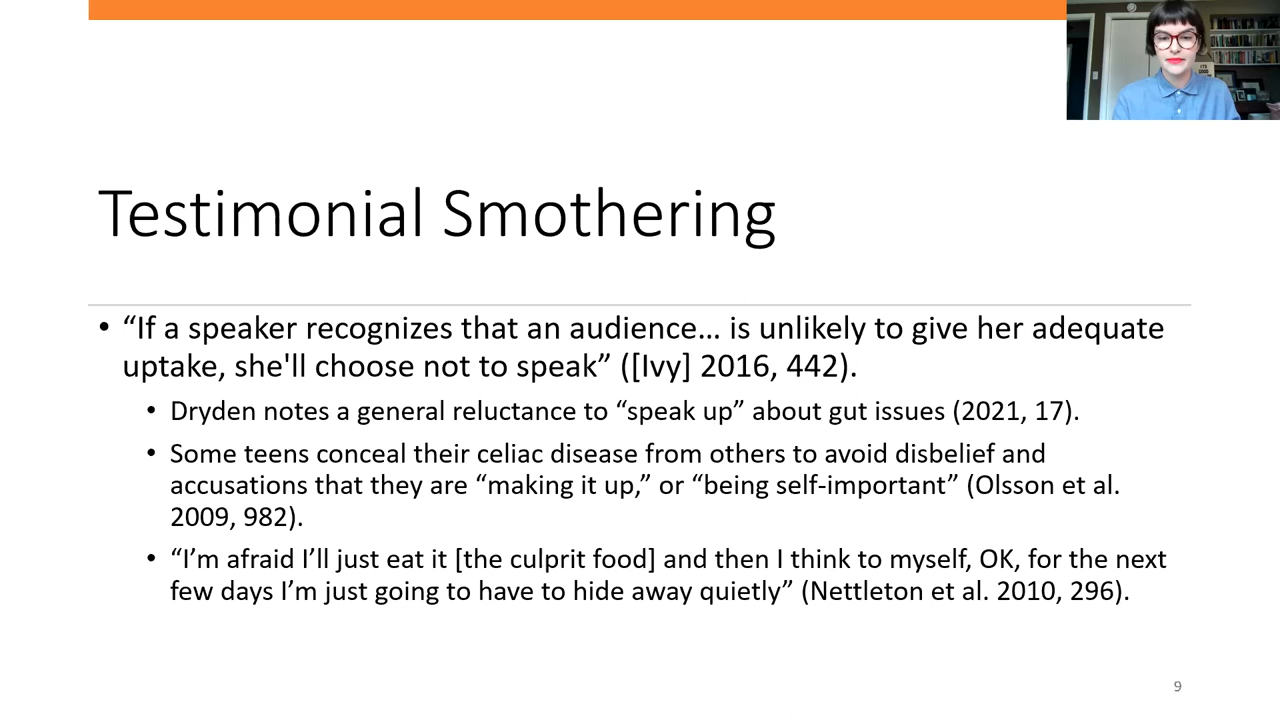 Testimonial Smothering
• “If a speaker recognizes that an audience… is unlikely to give her adequate
uptake, she'll choose not to speak” ([Ivy] 2016, 442).
• Dryden notes a general reluctance to “speak up” about gut issues (2021, 17).
• Some teens conceal their celiac disease from others to avoid disbelief and
accusations that they are “making it up,” or “being self-important” (Olsson et al.
2009, 982).
• “I’m afraid I’ll just eat it [the culprit food] and then I think to myself, OK, for the next
few days I’m just going to have to hide away quietly” (Nettleton et al. 2010, 296).
9